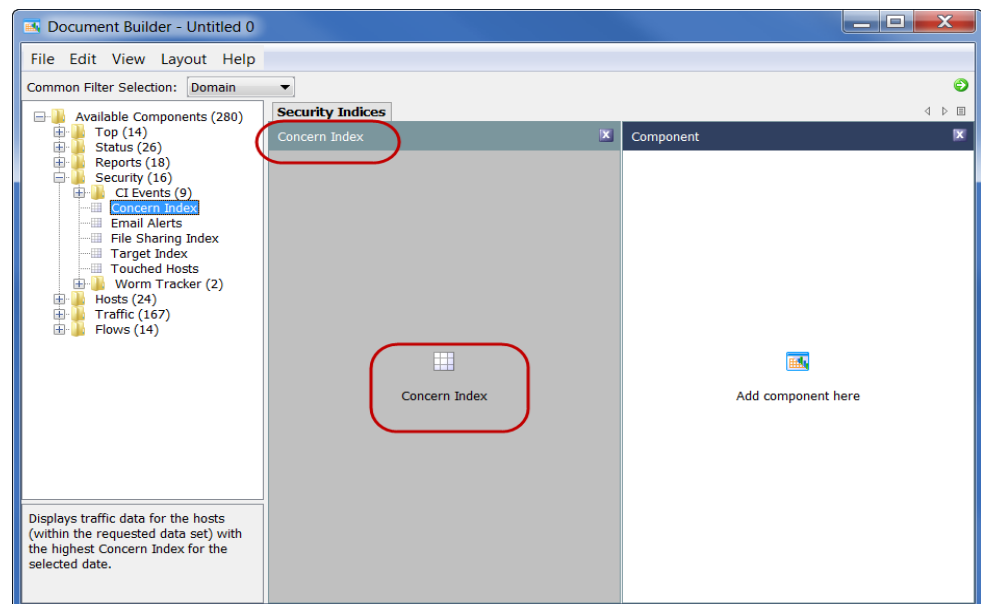 Document Builder - Untitled 0
File Edit View Layout Help
Common Filter Selection: Domain
Available Components (280)
Top (14)
Status (26)
Reports (18)
Security (16)
CI Events (9)
Concern Index
Email Alerts
File Sharing Index
Target Index
Touched Hosts
Worm Tracker (2)
Hosts (24)
Traffic (167)
Flows (14)
Displays traffic data for the hosts
(within the requested data set) with
the highest Concern Index for the
selected date.
Security Indices
Concern Index
Concern Index
Component
Add component here